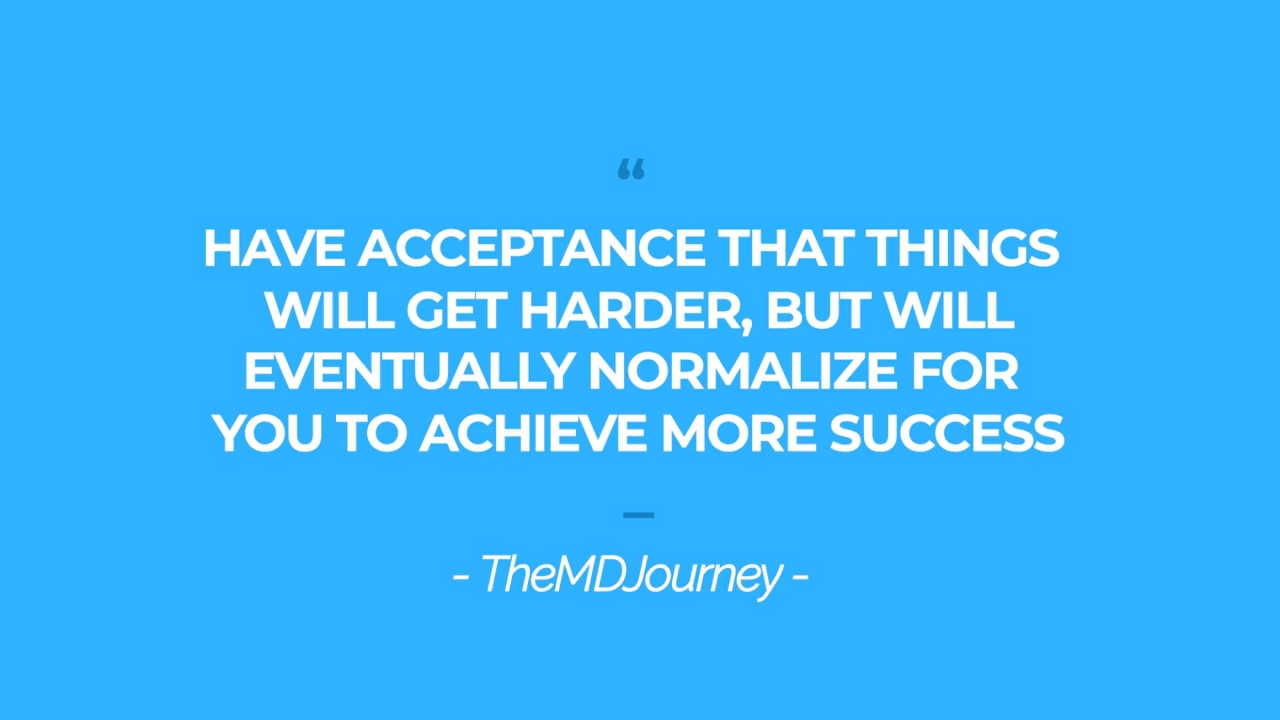 “
HAVE ACCEPTANCE THAT THINGS
WILL GET HARDER, BUT WILL
EVENTUALLY NORMALIZE FOR
YOU TO ACHIEVE MORE SUCCESS
- TheMDJourney -